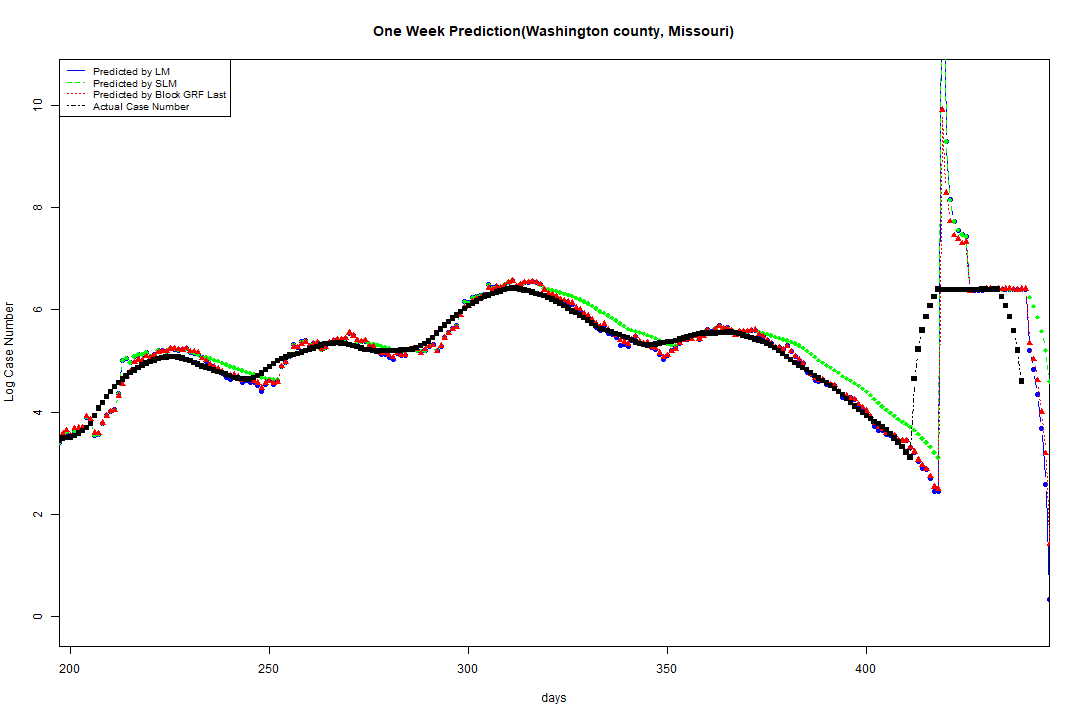 One Week Prediction(Washington county, Missouri)
Predicted by LM
Predicted by SLM
Predicted by Block GRF Last
Actual Case Number
Log Case Number
10
8
6
4
2
0
200 250 300 350 400
days